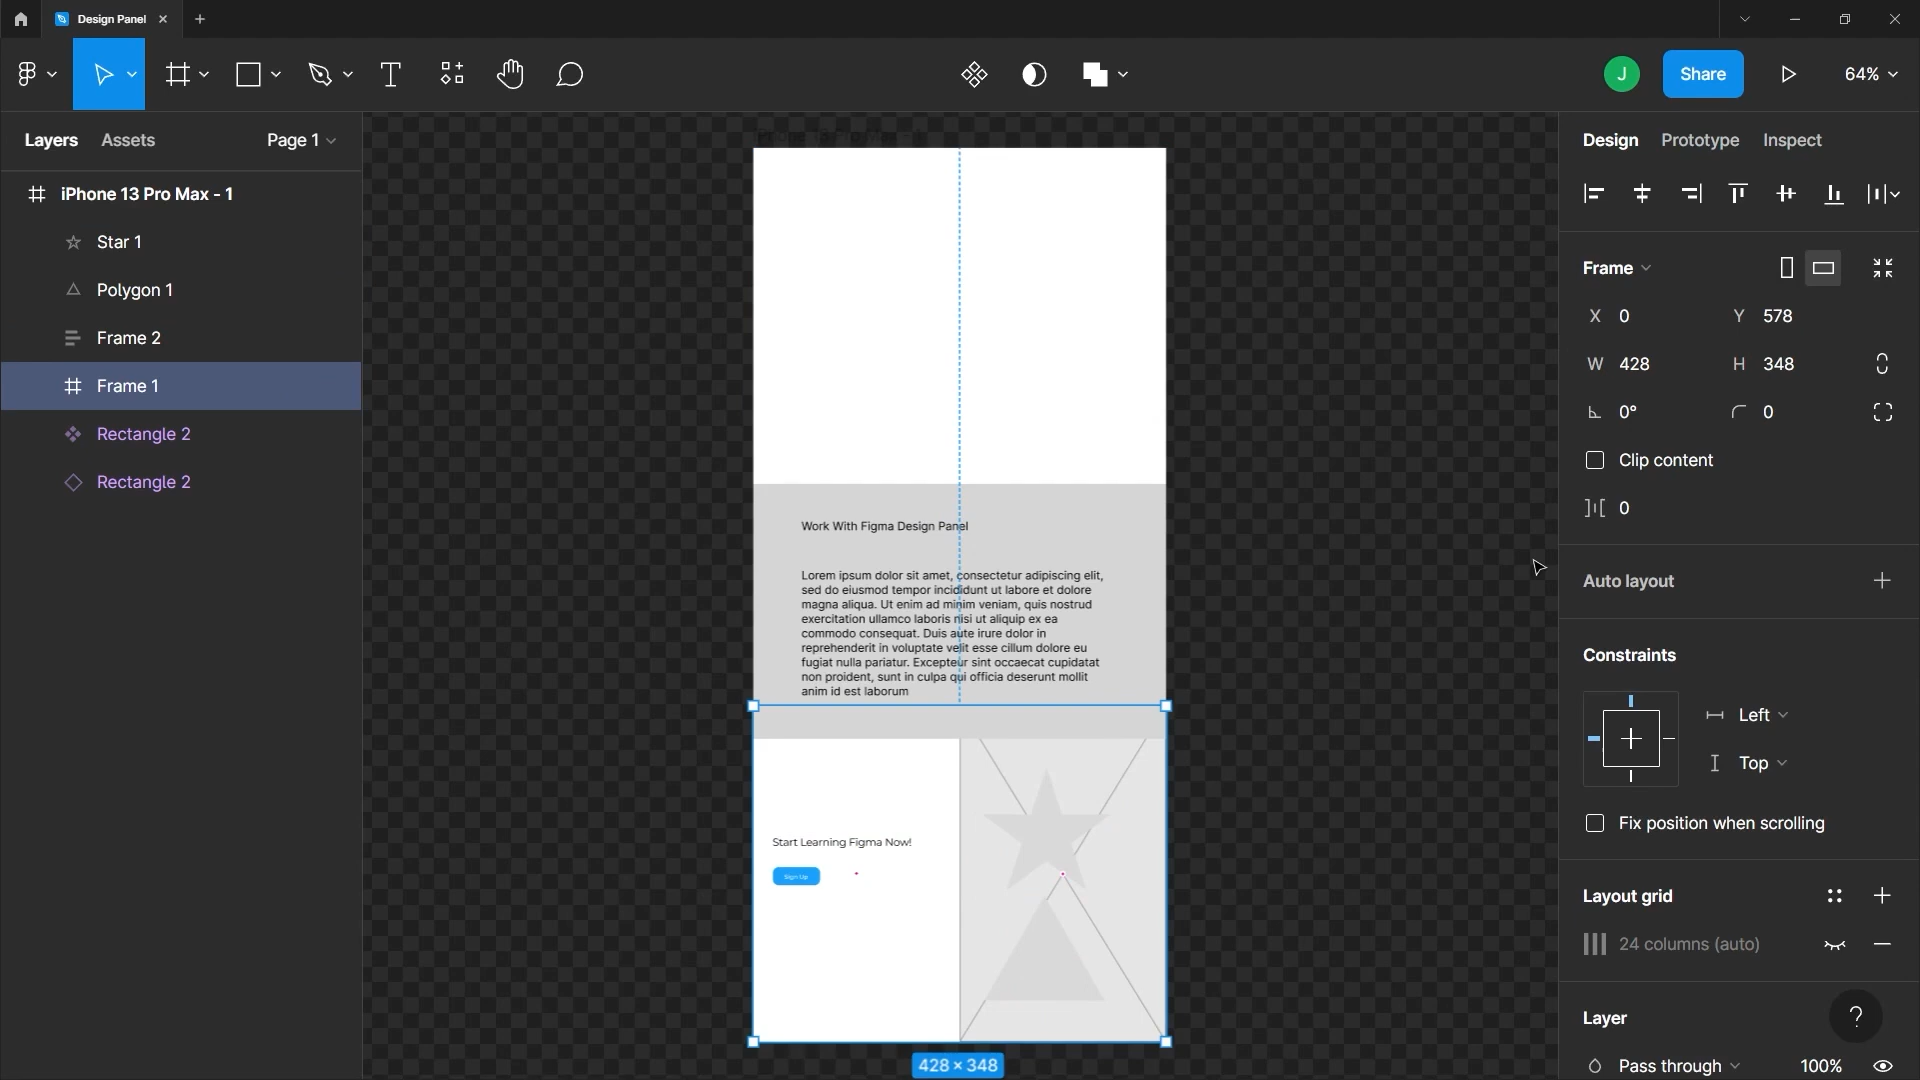 Design Panel
J
Share
64%
Layers
Assets
Page 1
Design
Prototype
Inspect
iPhone 13 Pro Max - 1
Star 1
Polygon 1
Frame 2
Frame 1
Rectangle 2
Rectangle 2
Work With Figma Design Panel
Lorem ipsum dolor sit amet, consectetur adipiscing elit,
sed do eiusmod tempor incididunt ut labore et dolore
magna aliqua. Ut enim ad minim veniam, quis nostrud
exercitation ullamco laboris nisi ut aliquip ex ea
commodo consequat. Duis aute irure dolor in
reprehenderit in voluptate velit esse cillum dolore eu
fugiat nulla pariatur. Excepteur sint occaecat cupidatat
non proident, sunt in culpa qui officia deserunt mollit
anim id est laborum
Start Learning Figma Now!
Sign Up
428 × 348
Frame
X 0 Y 578
W 428 H 348
0° 0
Clip content
0
Auto layout
Constraints
Left
Top
Fix position when scrolling
Layout grid
24 columns (auto)
Layer
?
Pass through 100%